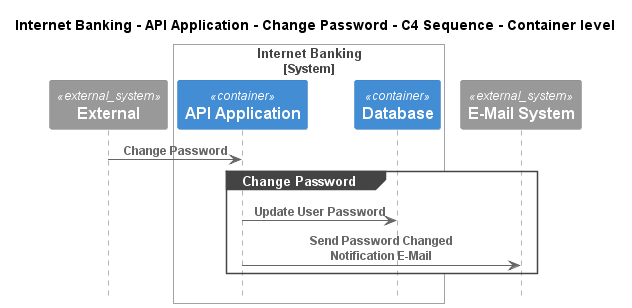 Internet Banking - API Application - Change Password - C4 Sequence - Container level
Internet Banking
[System]
«external_system»
External
«container»
API Application
«container»
Database
«external_system»
E-Mail System
Change Password
Change Password
Update User Password
Send Password Changed
Notification E-Mail